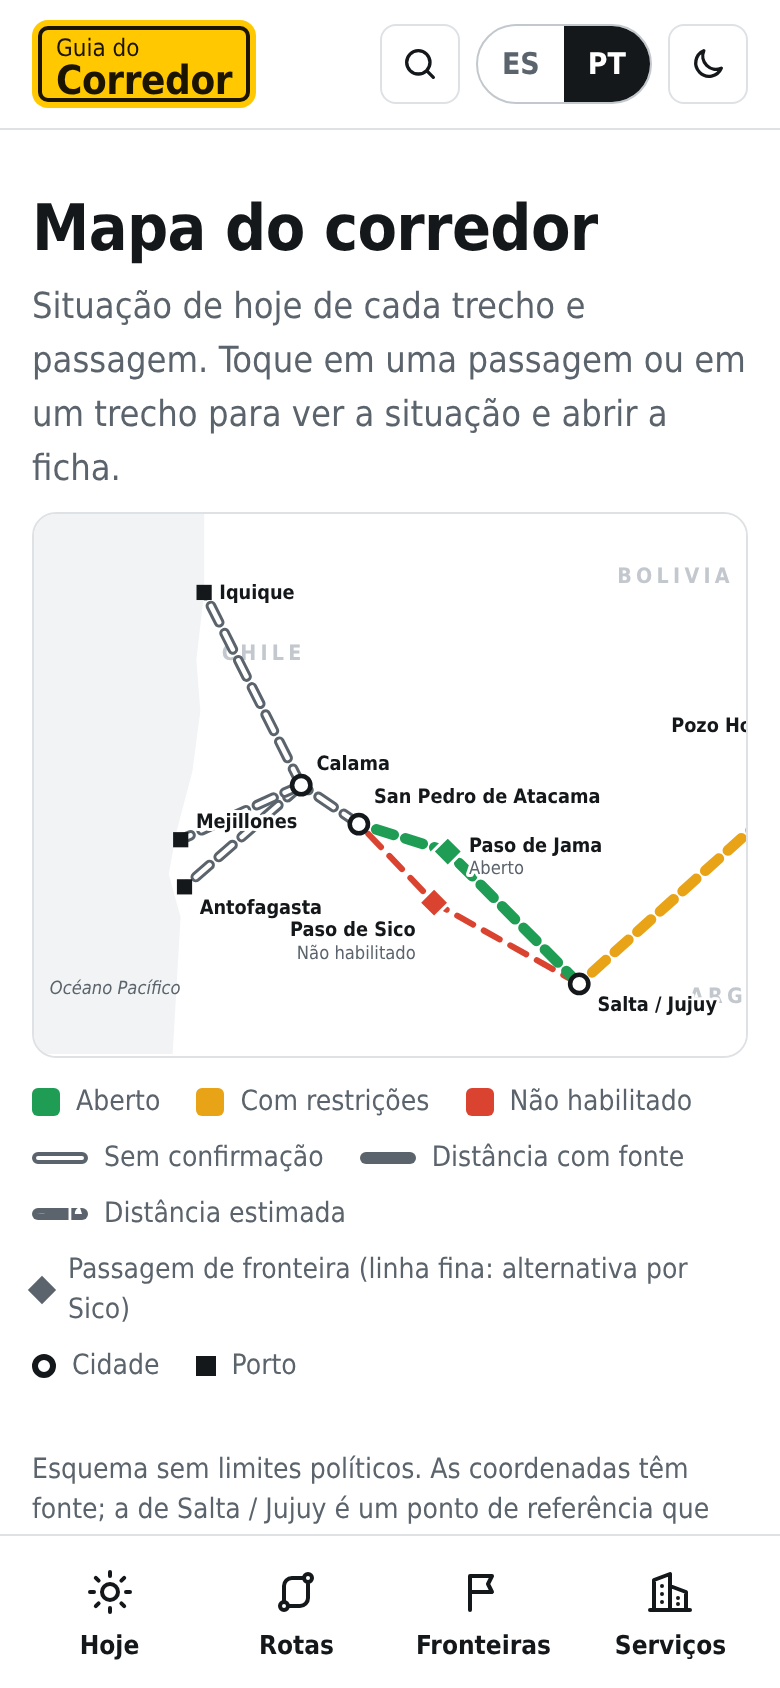 Guia do
Corredor
ES PT
Mapa do corredor
Situação de hoje de cada trecho e
passagem. Toque em uma passagem ou em
um trecho para ver a situação e abrir a
ficha.
BOLIVIA
Iquique
CHILE
Pozo Ho
Calama
San Pedro de Atacama
Mejillones
Paso de Jama
Aberto
Antofagasta
Paso de Sico
Não habilitado
Océano Pacífico
ARG
Salta / Jujuy
Aberto Com restrições Não habilitado
Sem confirmação Distância com fonte
Distância estimada
Passagem de fronteira (linha fina: alternativa por
Sico)
Cidade Porto
Esquema sem limites políticos. As coordenadas têm
fonte; a de Salta / Jujuy é um ponto de referência que
Hoje Rotas Fronteiras Serviços